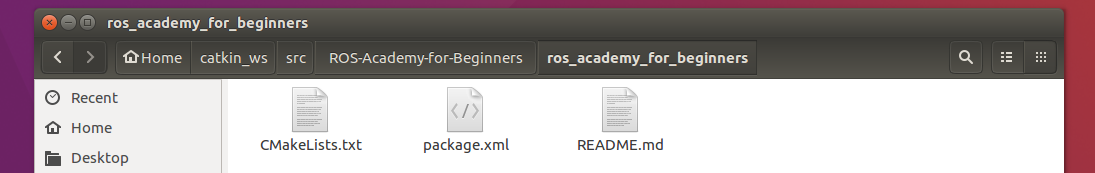 ros_academy_for_beginners
Home catkin_ws src ROS-Academy-for-Beginners ros_academy_for_beginners
Recent
Home
Desktop
CMakeLists.txt package.xml README.md